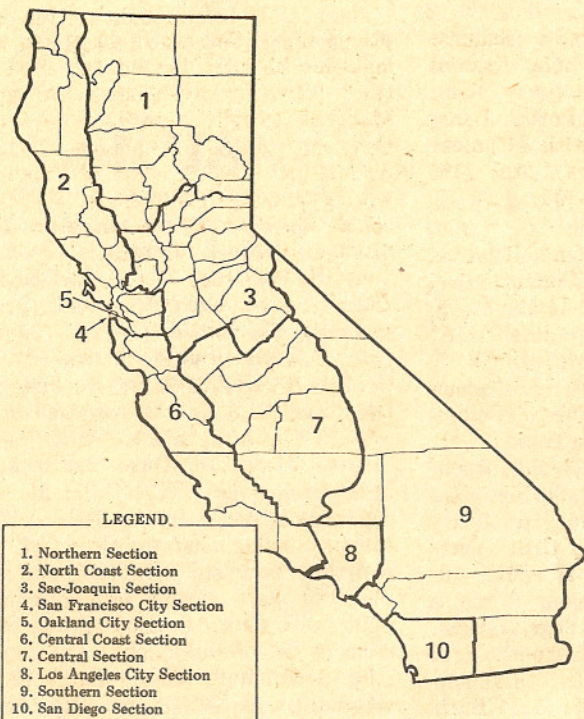 1
2
3
5
4
6
7
9
8
10
LEGEND
1. Northern Section
2. North Coast Section
3. Sac-Joaquin Section
4. San Francisco City Section
5. Oakland City Section
6. Central Coast Section
7. Central Section
8. Los Angeles City Section
9. Southern Section
10. San Diego Section